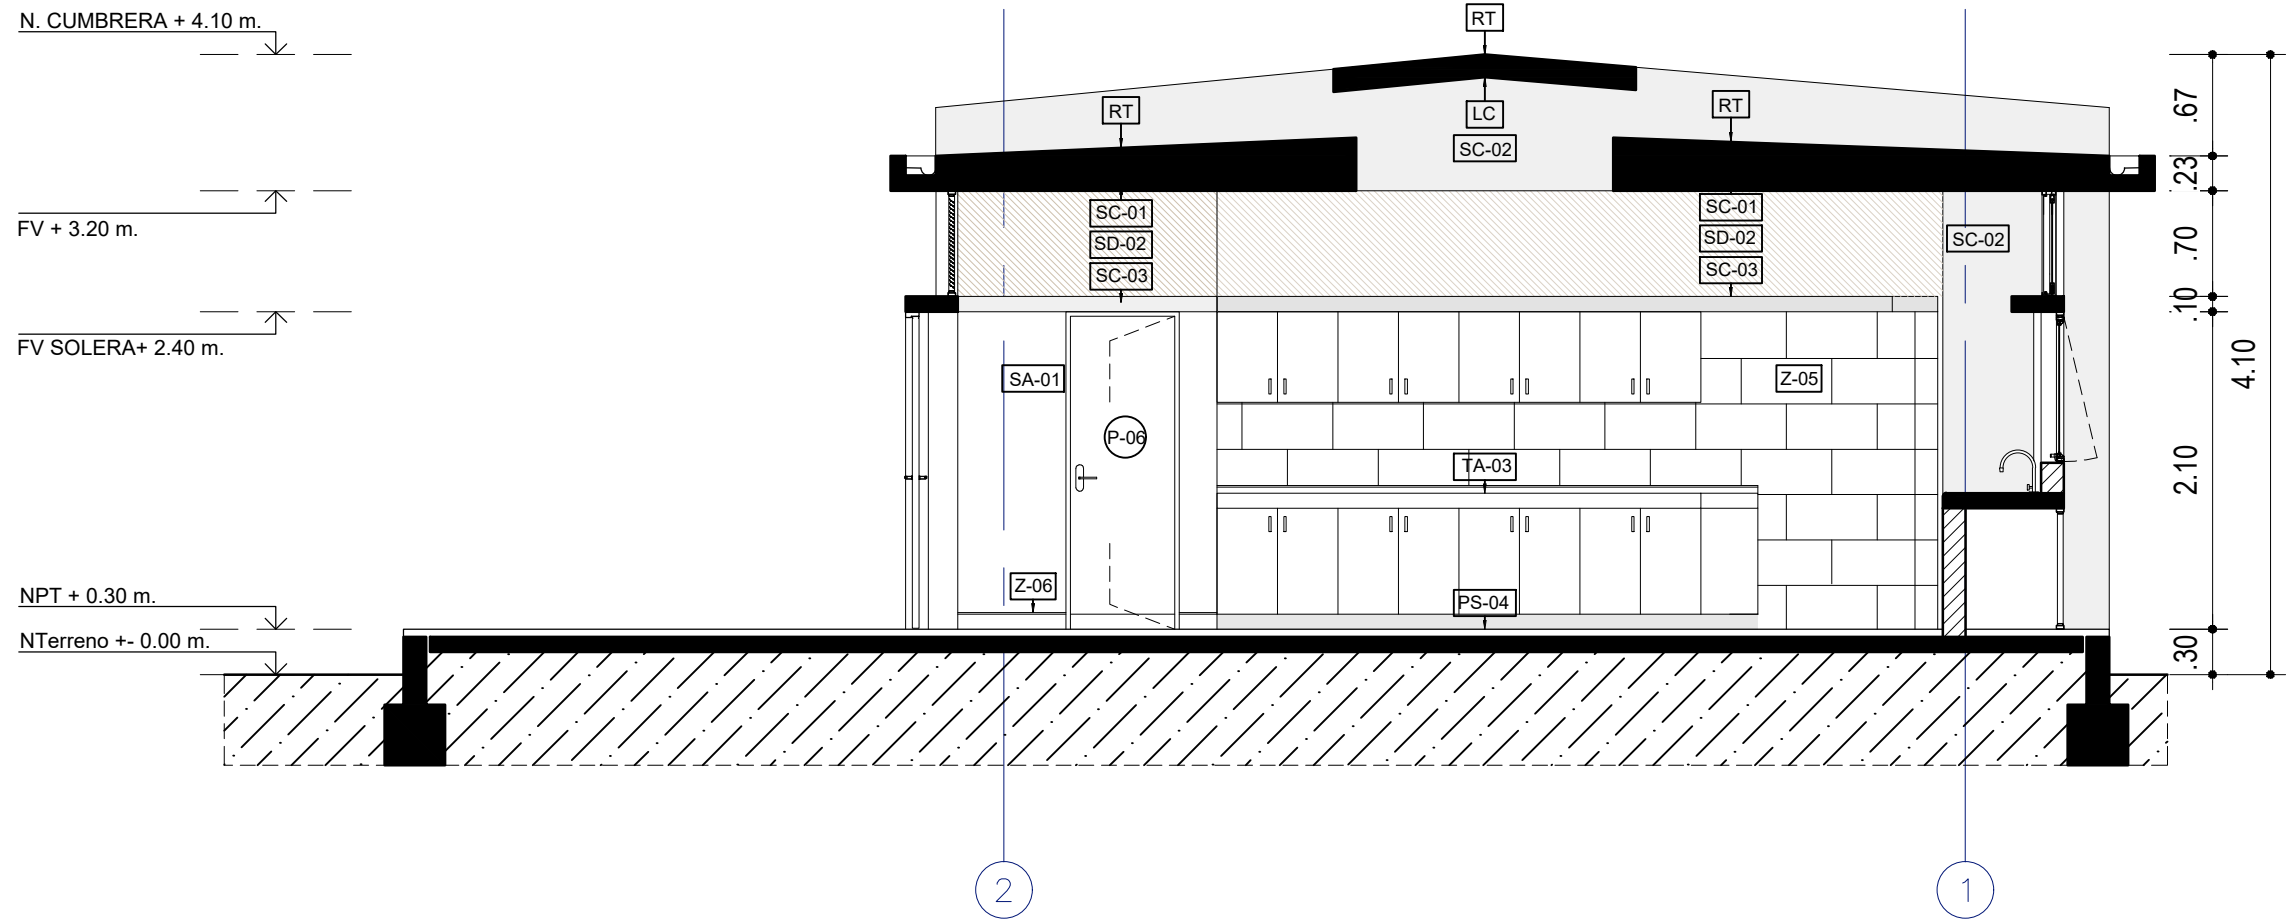 N. CUMBRERA + 4.10 m.
FV + 3.20 m.
FV SOLERA+ 2.40 m.
NPT + 0.30 m.
NTerreno +- 0.00 m.
RT
RT
LC
RT
SC-02
SC-01
SD-02
SC-03
SC-01
SD-02
SC-03
SC-02
SA-01
Z-05
P-06
TA-03
Z-06
PS-04
.67
.23
.70
.10
2.10
.30
4.10
2
1